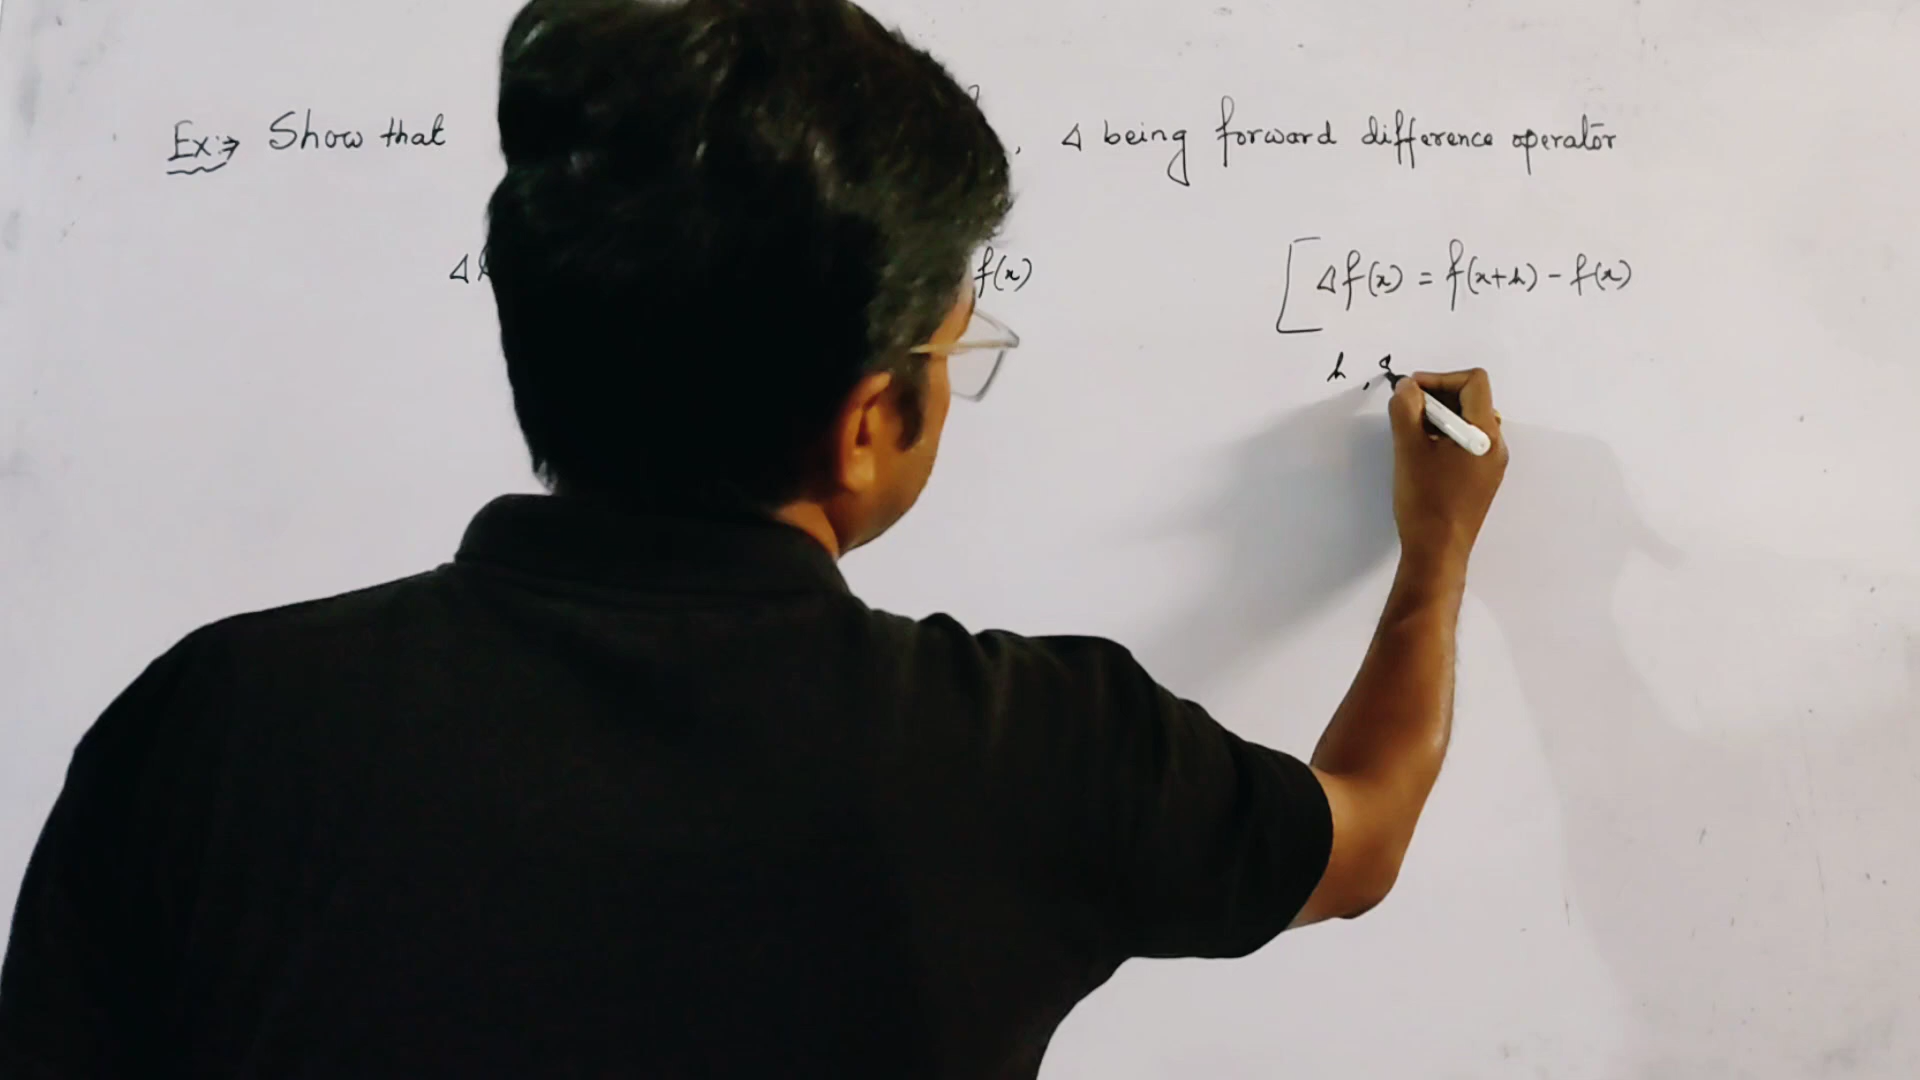 Ex:⇒ Show that , Δ being forward difference operator
Δ f(x) [ Δf(x) = f(x+h) - f(x)
h ,